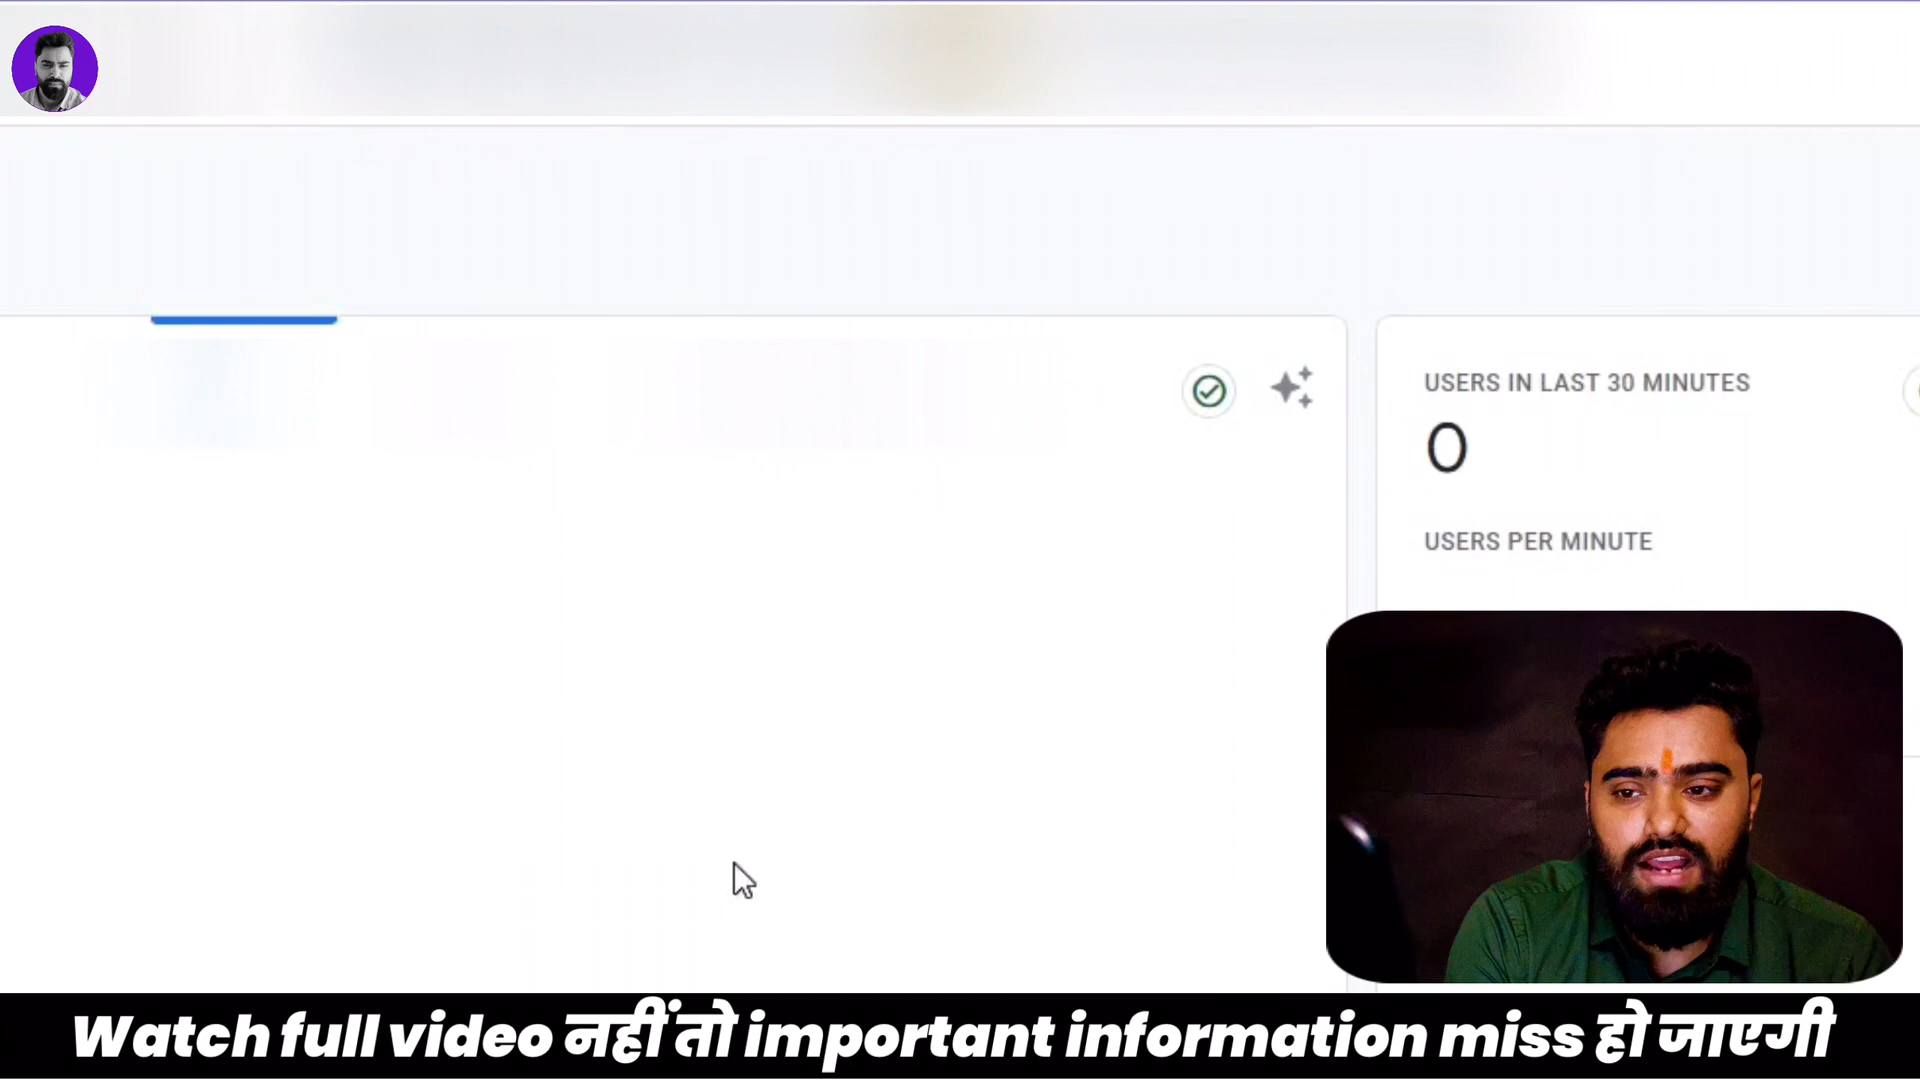 USERS IN LAST 30 MINUTES
0
USERS PER MINUTE
Watch full video नहीं तो important information miss हो जाएगी